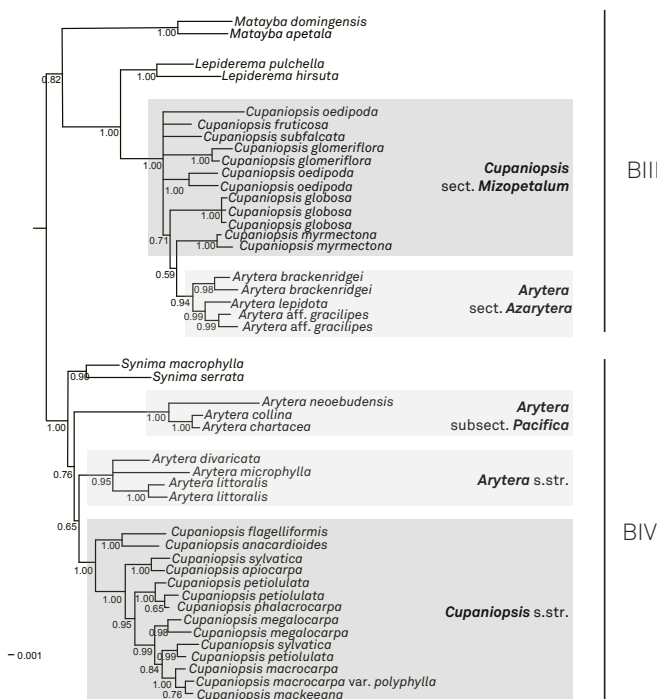 Matayba domingensis
1.00
Matayba apetala
0.82
Lepiderema pulchella
1.00
Lepiderema hirsuta
1.00
Cupaniopsis oedipoda
Cupaniopsis fruticosa
Cupaniopsis subfalcata
Cupaniopsis glomeriflora
1.00
Cupaniopsis glomeriflora
1.00
Cupaniopsis oedipoda
1.00
Cupaniopsis oedipoda
Cupaniopsis
sect. Mizopetalum
BIII
Cupaniopsis globosa
Cupaniopsis globosa
1.00
Cupaniopsis globosa
Cupaniopsis myrmectona
0.71
1.00
Cupaniopsis myrmectona
0.59
Arytera brackenridgei
0.98
Arytera brackenridgei
0.94
Arytera lepidota
Arytera aff. gracilipes
0.99
0.99
Arytera aff. gracilipes
Arytera
sect. Azarytera
Synima macrophylla
0.90
Synima serrata
1.00
Arytera neoebudensis
1.00
Arytera collina
1.00
Arytera chartacea
Arytera
subsect. Pacifica
Arytera divaricata
0.76
Arytera microphylla
0.95
Arytera littoralis
1.00
Arytera littoralis
Arytera s.str.
0.65
BIV
Cupaniopsis flagelliformis
1.00
Cupaniopsis anacardioides
1.00
Cupaniopsis sylvatica
1.00
Cupaniopsis apiocarpa
1.00
Cupaniopsis petiolulata
1.00
Cupaniopsis petiolulata
0.65
Cupaniopsis phalacrocarpa
0.95
Cupaniopsis megalocarpa
0.98
Cupaniopsis megalocarpa
0.99
Cupaniopsis sylvatica
0.99
Cupaniopsis petiolulata
0.84
Cupaniopsis macrocarpa
1.00
Cupaniopsis macrocarpa var. polyphylla
0.76
Cupaniopsis mackeeana
Cupaniopsis s.str.
0.001